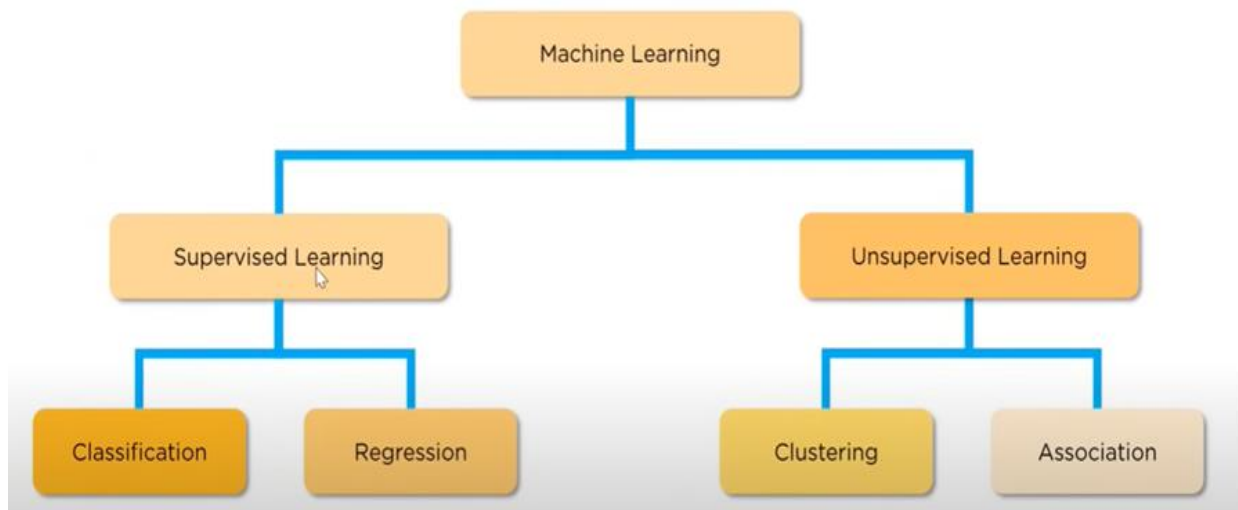 Machine Learning
Supervised Learning
Unsupervised Learning
Classification
Regression
Clustering
Association